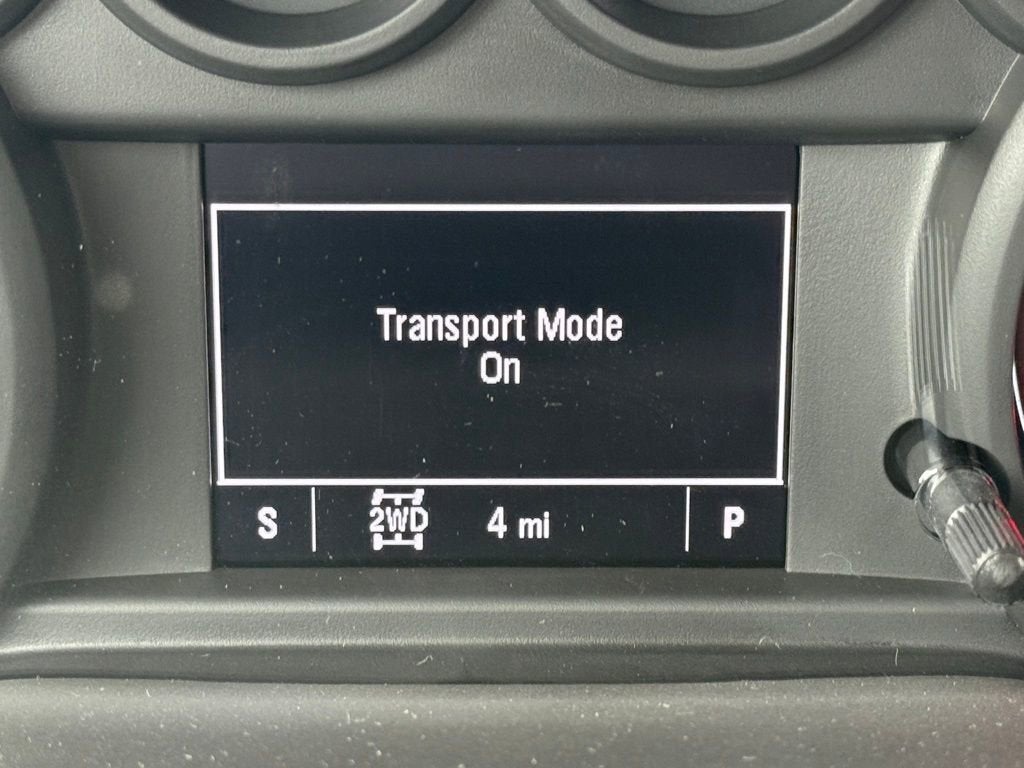 Transport Mode
On
S 2WD 4 mi P